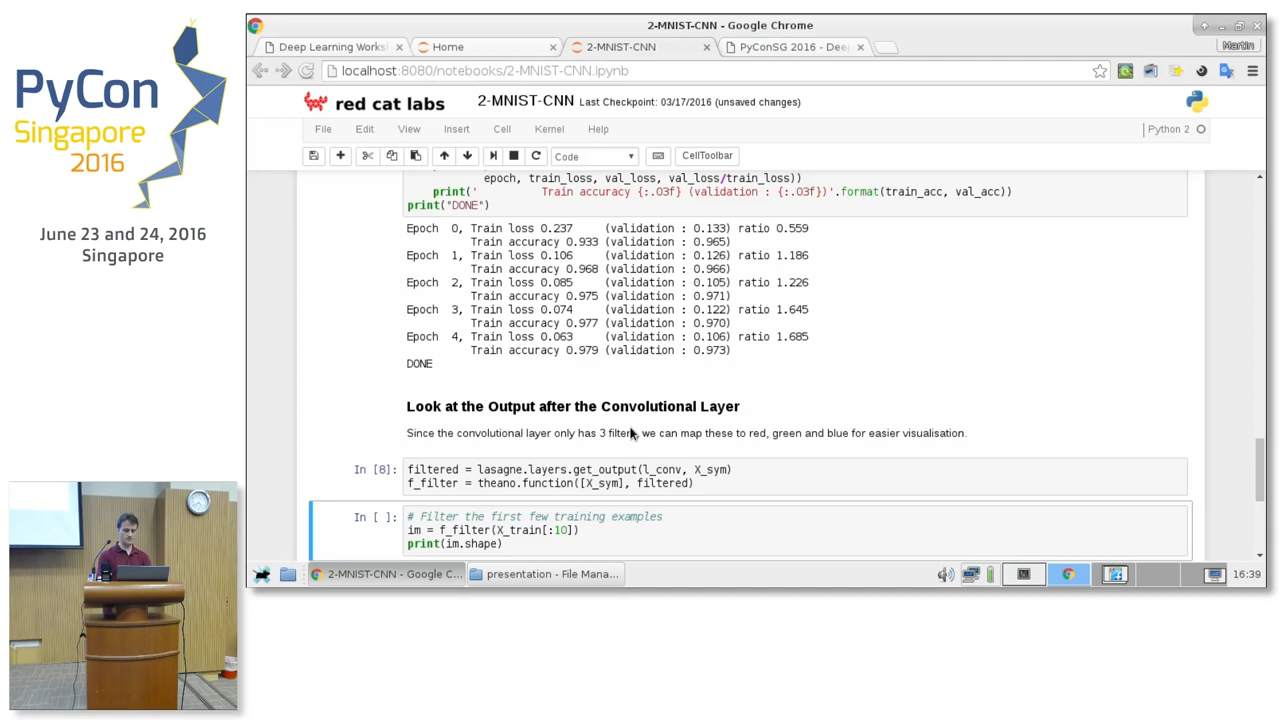 PyCon
Singapore
2016
June 23 and 24, 2016
Singapore
2-MNIST-CNN - Google Chrome
Deep Learning Works
Home
2-MNIST-CNN
PyConSG 2016 - Deep
Martin
localhost:8080/notebooks/2-MNIST-CNN.ipynb
red cat labs
2-MNIST-CNN Last Checkpoint: 03/17/2016 (unsaved changes)
File Edit View Insert Cell Kernel Help
Python 2
Code
CellToolbar
epoch, train_loss, val_loss, val_loss/train_loss))
print(' Train accuracy {:.03f} (validation : {:.03f})'.format(train_acc, val_acc))
print("DONE")
Epoch 0, Train loss 0.237 (validation : 0.133) ratio 0.559
Train accuracy 0.933 (validation : 0.965)
Epoch 1, Train loss 0.106 (validation : 0.126) ratio 1.186
Train accuracy 0.968 (validation : 0.966)
Epoch 2, Train loss 0.085 (validation : 0.105) ratio 1.226
Train accuracy 0.975 (validation : 0.971)
Epoch 3, Train loss 0.074 (validation : 0.122) ratio 1.645
Train accuracy 0.977 (validation : 0.970)
Epoch 4, Train loss 0.063 (validation : 0.106) ratio 1.685
Train accuracy 0.979 (validation : 0.973)
DONE
Look at the Output after the Convolutional Layer
Since the convolutional layer only has 3 filters, we can map these to red, green and blue for easier visualisation.
In [8]: filtered = lasagne.layers.get_output(l_conv, X_sym)
f_filter = theano.function([X_sym], filtered)
In [ ]: # Filter the first few training examples
im = f_filter(X_train[:10])
print(im.shape)
2-MNIST-CNN - Google C...
presentation - File Mana...
16:39